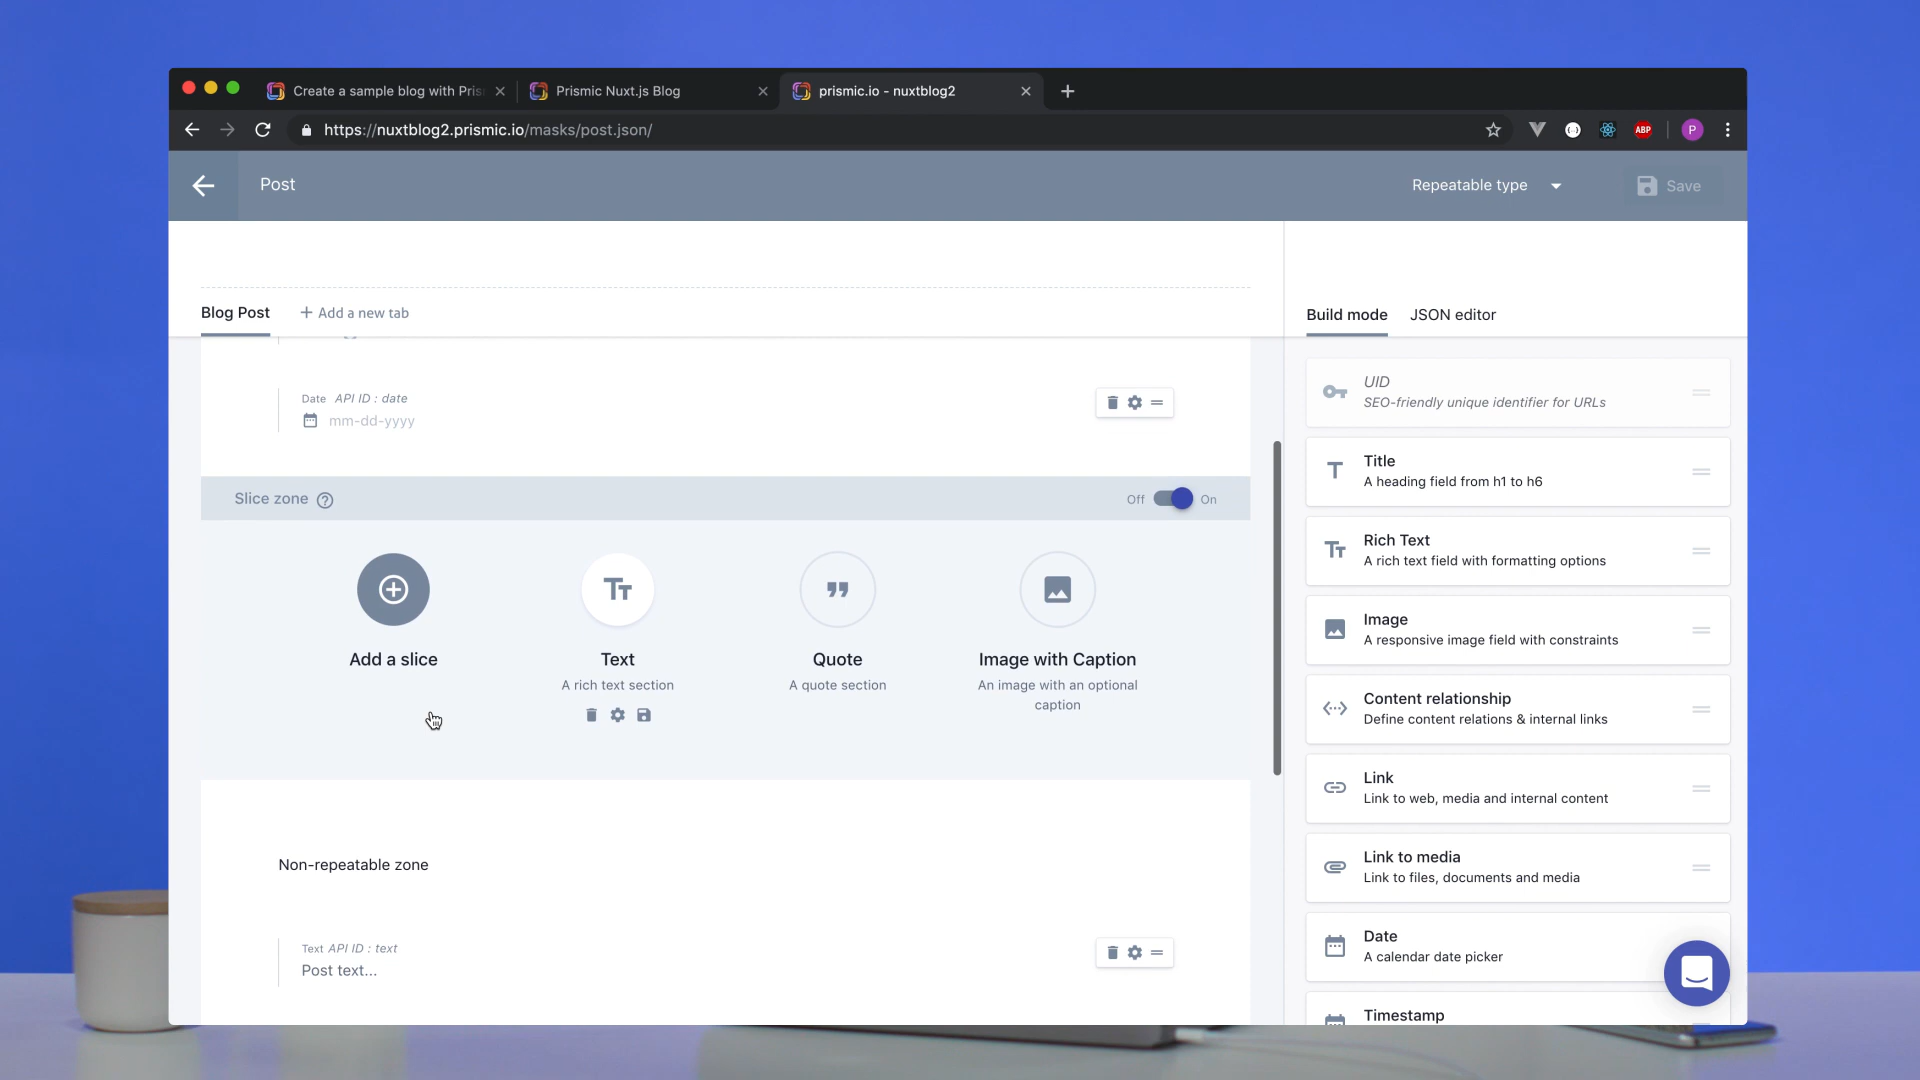 Create a sample blog with Pris
Prismic Nuxt.js Blog
prismic.io - nuxtblog2
https://nuxtblog2.prismic.io/masks/post.json/
ABP
P
Post
Repeatable type
Save
Blog Post
Add a new tab
Build mode
JSON editor
Date API ID : date
mm-dd-yyyy
Slice zone
Off
On
Add a slice
Text
A rich text section
Quote
A quote section
Image with Caption
An image with an optional
caption
Non-repeatable zone
Text API ID : text
Post text...
UID
SEO-friendly unique identifier for URLs
Title
A heading field from h1 to h6
Rich Text
A rich text field with formatting options
Image
A responsive image field with constraints
Content relationship
Define content relations & internal links
Link
Link to web, media and internal content
Link to media
Link to files, documents and media
Date
A calendar date picker
Timestamp